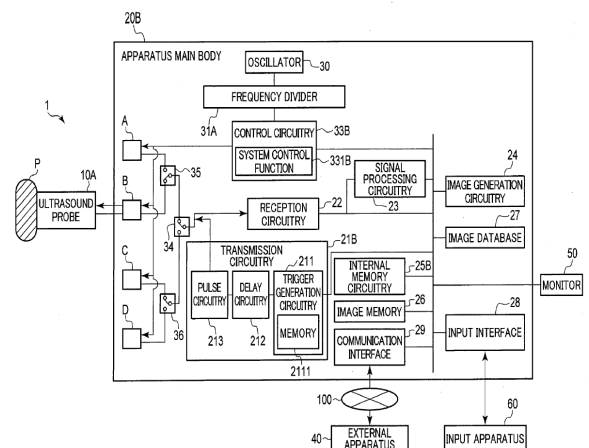 20B
APPARATUS MAIN BODY
OSCILLATOR
30
FREQUENCY DIVIDER
31A
1
A
CONTROL CIRCUITRY
33B
SYSTEM CONTROL
FUNCTION
331B
35
SIGNAL
PROCESSING
CIRCUITRY
23
24
IMAGE GENERATION
CIRCUITRY
P
10A
B
ULTRASOUND
PROBE
34
RECEPTION
CIRCUITRY
22
27
IMAGE DATABASE
21B
TRANSMISSION
CIRCUITRY
211
C
PULSE
CIRCUITRY
213
DELAY
CIRCUITRY
212
TRIGGER
GENERATION
CIRCUITRY
MEMORY
2111
INTERNAL
MEMORY
CIRCUITRY
25B
IMAGE MEMORY
26
COMMUNICATION
INTERFACE
29
50
MONITOR
28
INPUT INTERFACE
D
36
100
40
EXTERNAL
APPARATUS
60
INPUT APPARATUS